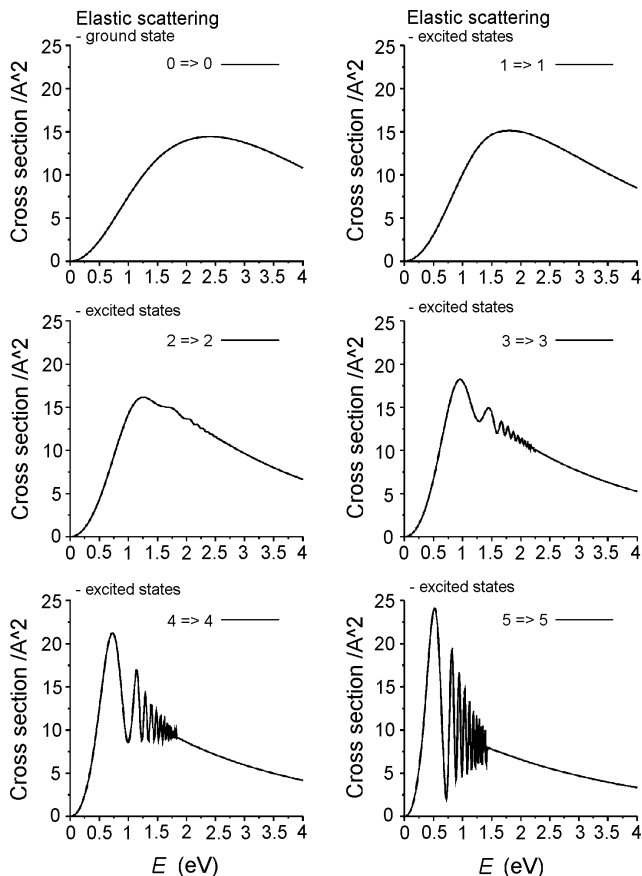 Elastic scattering
- ground state
0 => 0
Cross section /A^2
25
20
15
10
5
0
0 0.5 1 1.5 2 2.5 3 3.5 4
Elastic scattering
- excited states
1 => 1
Cross section /A^2
25
20
15
10
5
0
0 0.5 1 1.5 2 2.5 3 3.5 4
- excited states
2 => 2
Cross section /A^2
25
20
15
10
5
0
0 0.5 1 1.5 2 2.5 3 3.5 4
- excited states
3 => 3
Cross section /A^2
25
20
15
10
5
0
0 0.5 1 1.5 2 2.5 3 3.5 4
- excited states
4 => 4
Cross section /A^2
25
20
15
10
5
0
0 0.5 1 1.5 2 2.5 3 3.5 4
E (eV)
- excited states
5 => 5
Cross section /A^2
25
20
15
10
5
0
0 0.5 1 1.5 2 2.5 3 3.5 4
E (eV)